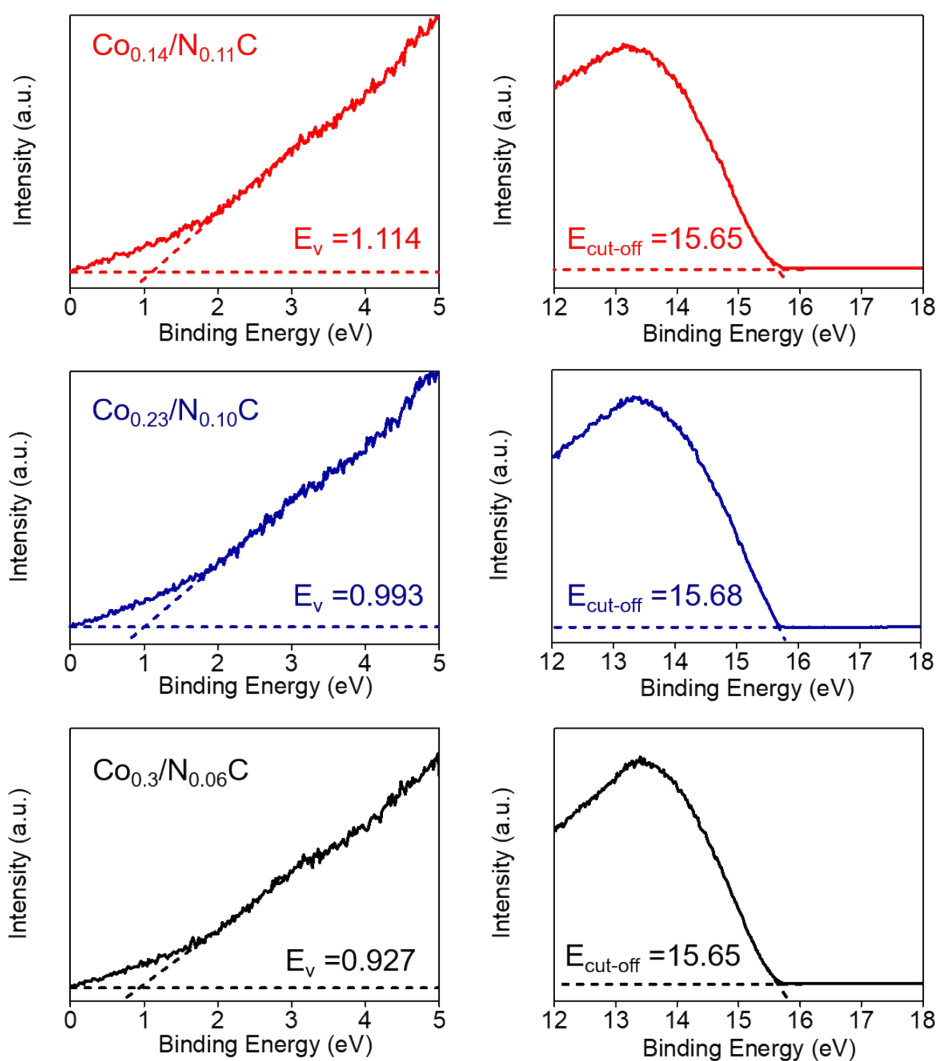 Co0.14/N0.11C
Ev =1.114
Intensity (a.u.)
0 1 2 3 4 5
Binding Energy (eV)
Ecut-off =15.65
Intensity (a.u.)
12 13 14 15 16 17 18
Binding Energy (eV)
Co0.23/N0.10C
Ev =0.993
Intensity (a.u.)
0 1 2 3 4 5
Binding Energy (eV)
Ecut-off =15.68
Intensity (a.u.)
12 13 14 15 16 17 18
Binding Energy (eV)
Co0.3/N0.06C
Ev =0.927
Intensity (a.u.)
0 1 2 3 4 5
Binding Energy (eV)
Ecut-off =15.65
Intensity (a.u.)
12 13 14 15 16 17 18
Binding Energy (eV)